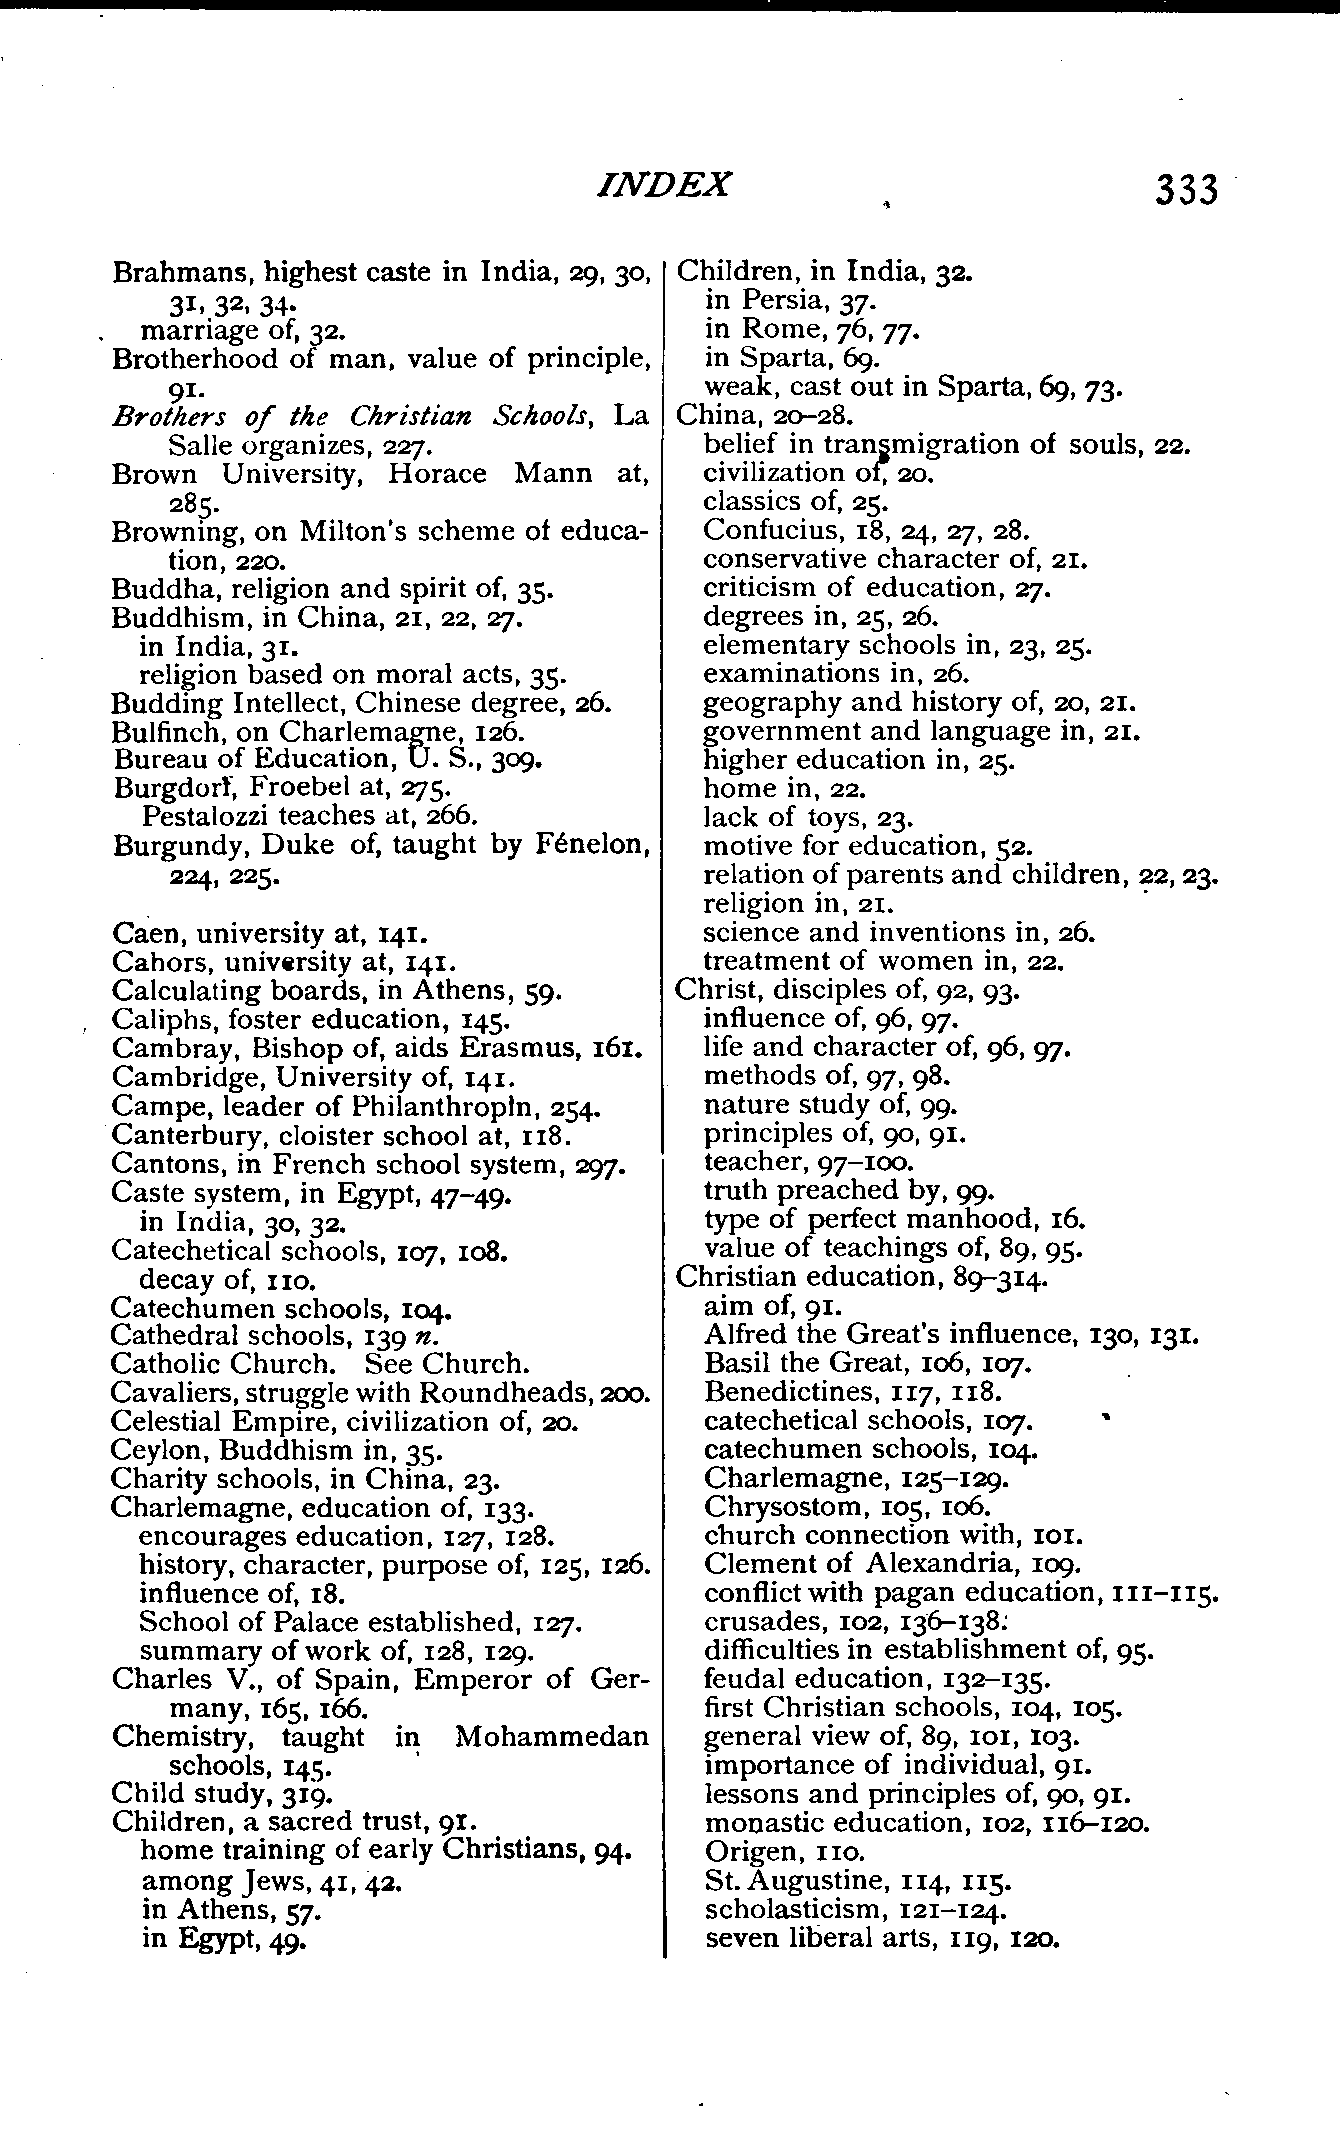 INDEX 333
Brahmans, highest caste in India, 29, 30,
31, 32, 34.
marriage of, 32.
Brotherhood of man, value of principle,
91.
Brothers of the Christian Schools, La
Salle organizes, 227.
Brown University, Horace Mann at,
285.
Browning, on Milton's scheme of educa-
tion, 220.
Buddha, religion and spirit of, 35.
Buddhism, in China, 21, 22, 27.
in India, 31.
religion based on moral acts, 35.
Budding Intellect, Chinese degree, 26.
Bulfinch, on Charlemagne, 126.
Bureau of Education, U. S., 309.
Burgdorf, Froebel at, 275.
Pestalozzi teaches at, 266.
Burgundy, Duke of, taught by Fénelon,
224, 225.
Caen, university at, 141.
Cahors, university at, 141.
Calculating boards, in Athens, 59.
Caliphs, foster education, 145.
Cambray, Bishop of, aids Erasmus, 161.
Cambridge, University of, 141.
Campe, leader of Philanthropin, 254.
Canterbury, cloister school at, 118.
Cantons, in French school system, 297.
Caste system, in Egypt, 47–49.
in India, 30, 32.
Catechetical schools, 107, 108.
decay of, 110.
Catechumen schools, 104.
Cathedral schools, 139 n.
Catholic Church. See Church.
Cavaliers, struggle with Roundheads, 200.
Celestial Empire, civilization of, 20.
Ceylon, Buddhism in, 35.
Charity schools, in China, 23.
Charlemagne, education of, 133.
encourages education, 127, 128.
history, character, purpose of, 125, 126.
influence of, 18.
School of Palace established, 127.
summary of work of, 128, 129.
Charles V., of Spain, Emperor of Ger-
many, 165, 166.
Chemistry, taught in Mohammedan
schools, 145.
Child study, 319.
Children, a sacred trust, 91.
home training of early Christians, 94.
among Jews, 41, 42.
in Athens, 57.
in Egypt, 49.
Children, in India, 32.
in Persia, 37.
in Rome, 76, 77.
in Sparta, 69.
weak, cast out in Sparta, 69, 73.
China, 20–28.
belief in transmigration of souls, 22.
civilization of, 20.
classics of, 25.
Confucius, 18, 24, 27, 28.
conservative character of, 21.
criticism of education, 27.
degrees in, 25, 26.
elementary schools in, 23, 25.
examinations in, 26.
geography and history of, 20, 21.
government and language in, 21.
higher education in, 25.
home in, 22.
lack of toys, 23.
motive for education, 52.
relation of parents and children, 22, 23.
religion in, 21.
science and inventions in, 26.
treatment of women in, 22.
Christ, disciples of, 92, 93.
influence of, 96, 97.
life and character of, 96, 97.
methods of, 97, 98.
nature study of, 99.
principles of, 90, 91.
teacher, 97–100.
truth preached by, 99.
type of perfect manhood, 16.
value of teachings of, 89, 95.
Christian education, 89–314.
aim of, 91.
Alfred the Great's influence, 130, 131.
Basil the Great, 106, 107.
Benedictines, 117, 118.
catechetical schools, 107.
catechumen schools, 104.
Charlemagne, 125–129.
Chrysostom, 105, 106.
church connection with, 101.
Clement of Alexandria, 109.
conflict with pagan education, 111–115.
crusades, 102, 136–138.
difficulties in establishment of, 95.
feudal education, 132–135.
first Christian schools, 104, 105.
general view of, 89, 101, 103.
importance of individual, 91.
lessons and principles of, 90, 91.
monastic education, 102, 116–120.
Origen, 110.
St. Augustine, 114, 115.
scholasticism, 121–124.
seven liberal arts, 119, 120.